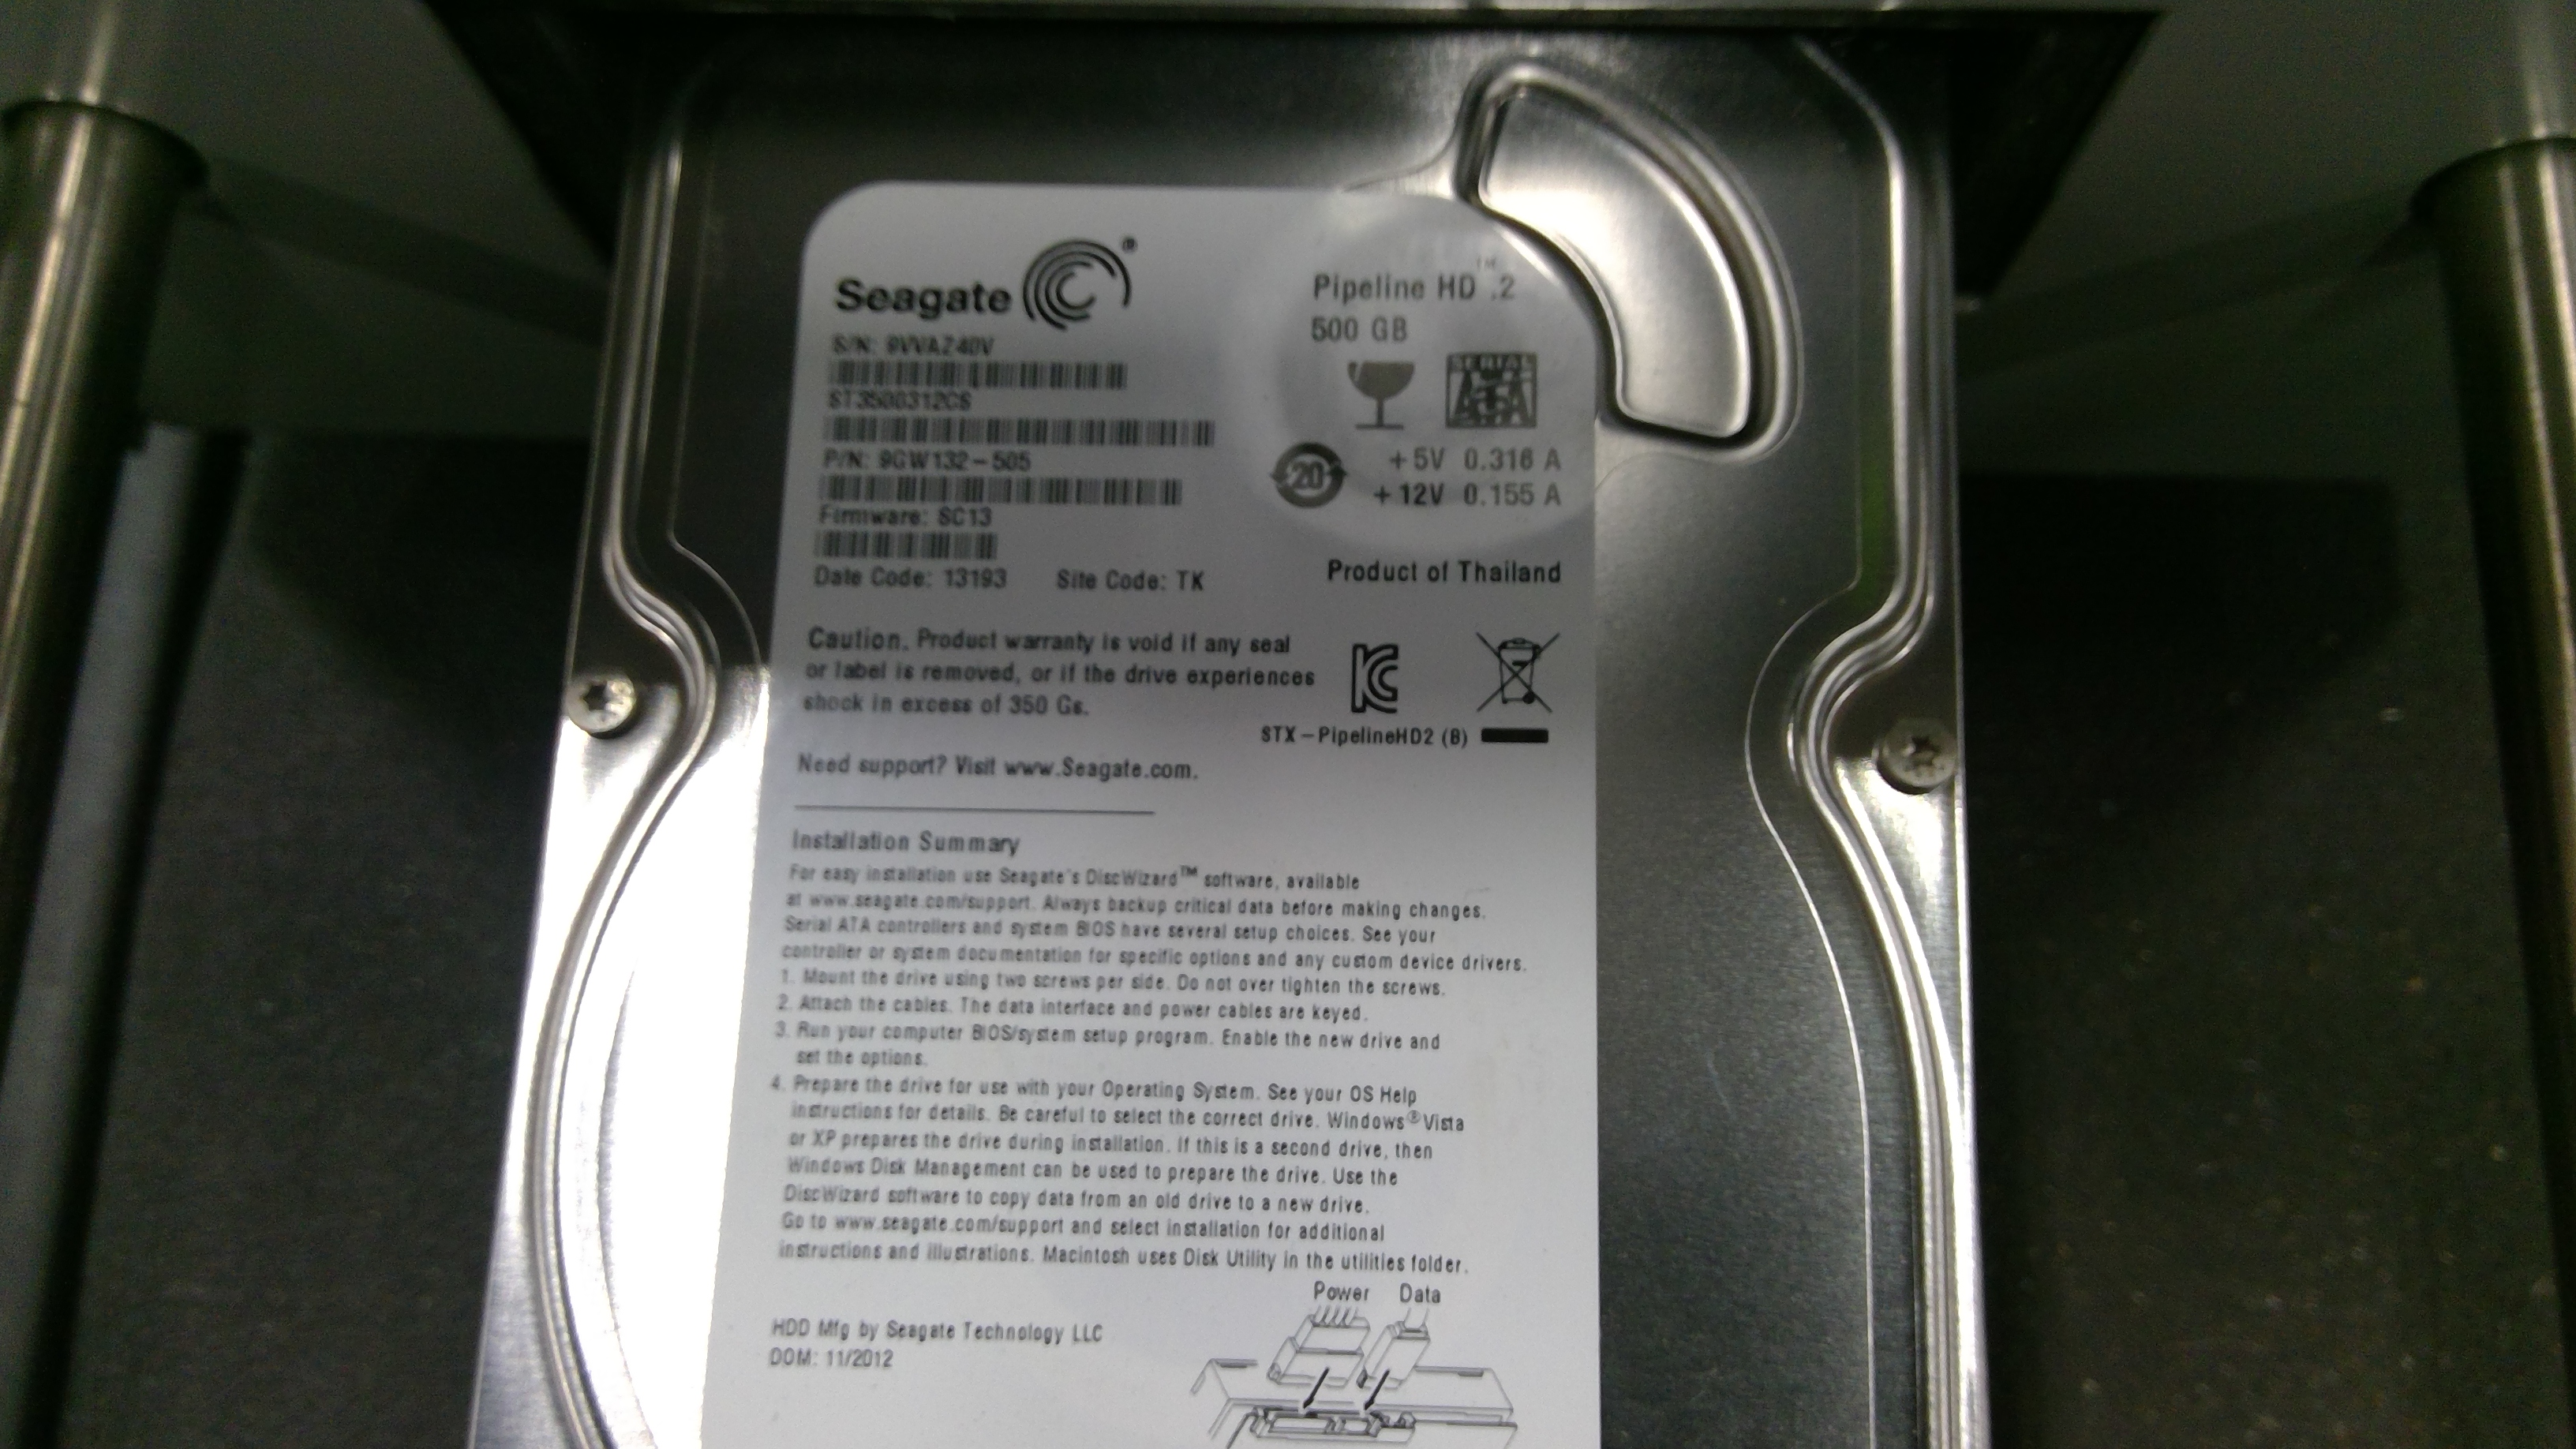 Seagate®
Pipeline HD™ .2
500 GB
S/N: 9VVAZ40V
ST3500312CS
P/N: 9GW132-505
Firmware: SC13
Date Code: 13193 Site Code: TK
SERIAL
ATA
20
+5V 0.316 A
+12V 0.155 A
Product of Thailand
Caution. Product warranty is void if any seal
or label is removed, or if the drive experiences
shock in excess of 350 Gs.
STX-PipelineHD2 (B)
Need support? Visit www.Seagate.com.
Installation Summary
For easy installation use Seagate's DiscWizard™ software, available
at www.seagate.com/support. Always backup critical data before making changes.
Serial ATA controllers and system BIOS have several setup choices. See your
controller or system documentation for specific options and any custom device drivers.
1. Mount the drive using two screws per side. Do not over tighten the screws.
2. Attach the cables. The data interface and power cables are keyed.
3. Run your computer BIOS/system setup program. Enable the new drive and
set the options.
4. Prepare the drive for use with your Operating System. See your OS Help
instructions for details. Be careful to select the correct drive. Windows® Vista
or XP prepares the drive during installation. If this is a second drive, then
Windows Disk Management can be used to prepare the drive. Use the
DiscWizard software to copy data from an old drive to a new drive.
Go to www.seagate.com/support and select installation for additional
instructions and illustrations. Macintosh uses Disk Utility in the utilities folder.
Power Data
HDD Mfg by Seagate Technology LLC
DOM: 11/2012